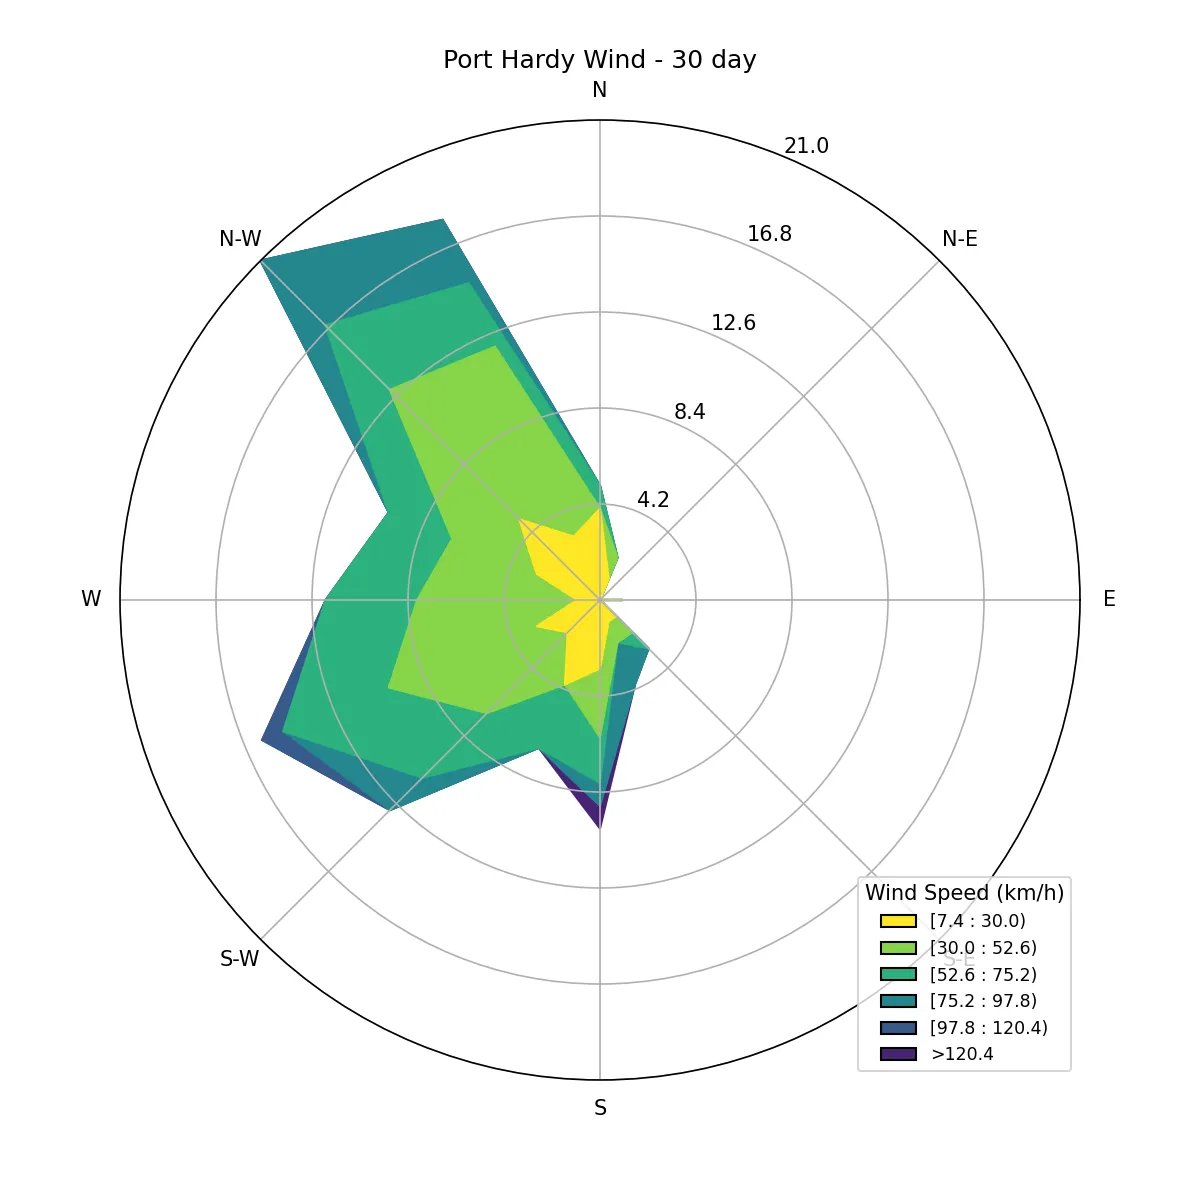 Port Hardy Wind - 30 day
N
21.0
N-W
N-E
16.8
12.6
8.4
4.2
W
E
Wind Speed (km/h)
[7.4 : 30.0)
[30.0 : 52.6)
[52.6 : 75.2)
[75.2 : 97.8)
[97.8 : 120.4)
>120.4
S-W
S-E
S